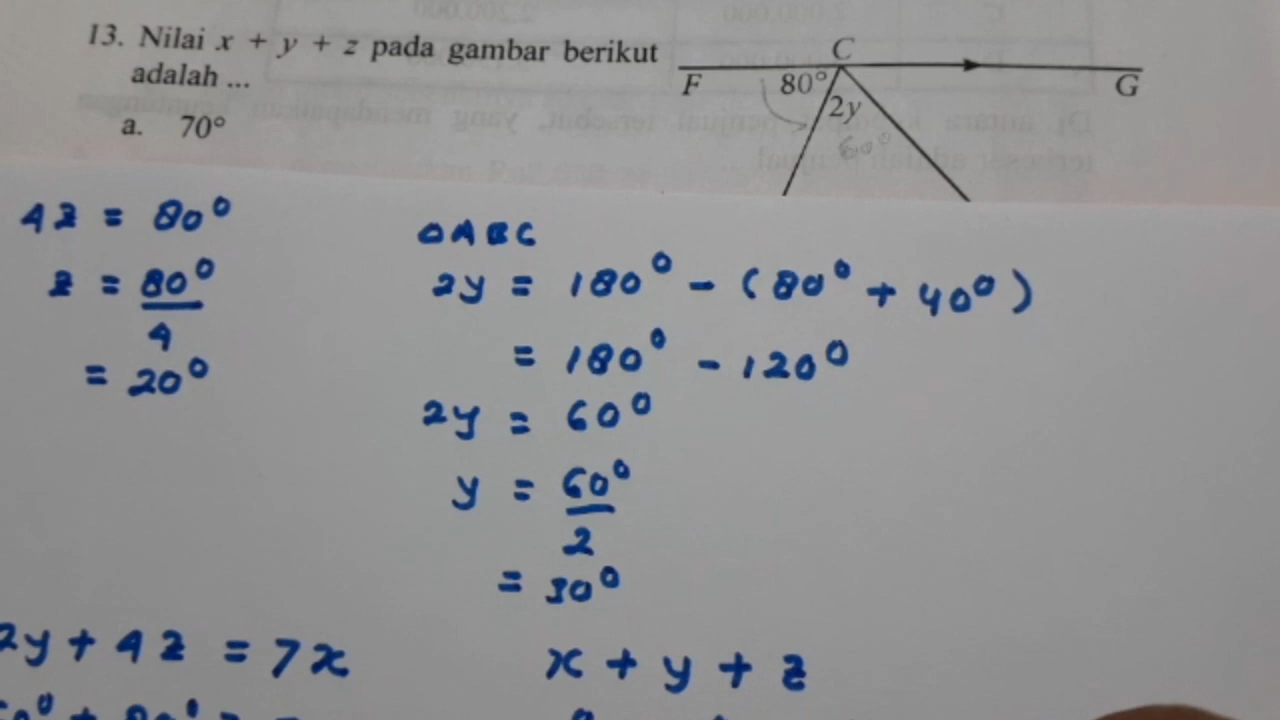 13. Nilai x + y + z pada gambar berikut
adalah ...
a. 70°
C
F
80°
G
2y
60°
4z = 80°
z = 80°
4
= 20°
△ABC
2y = 180° - (80° + 40°)
= 180° - 120°
2y = 60°
y = 60°
2
= 30°
2y + 4z = 7x
x + y + z